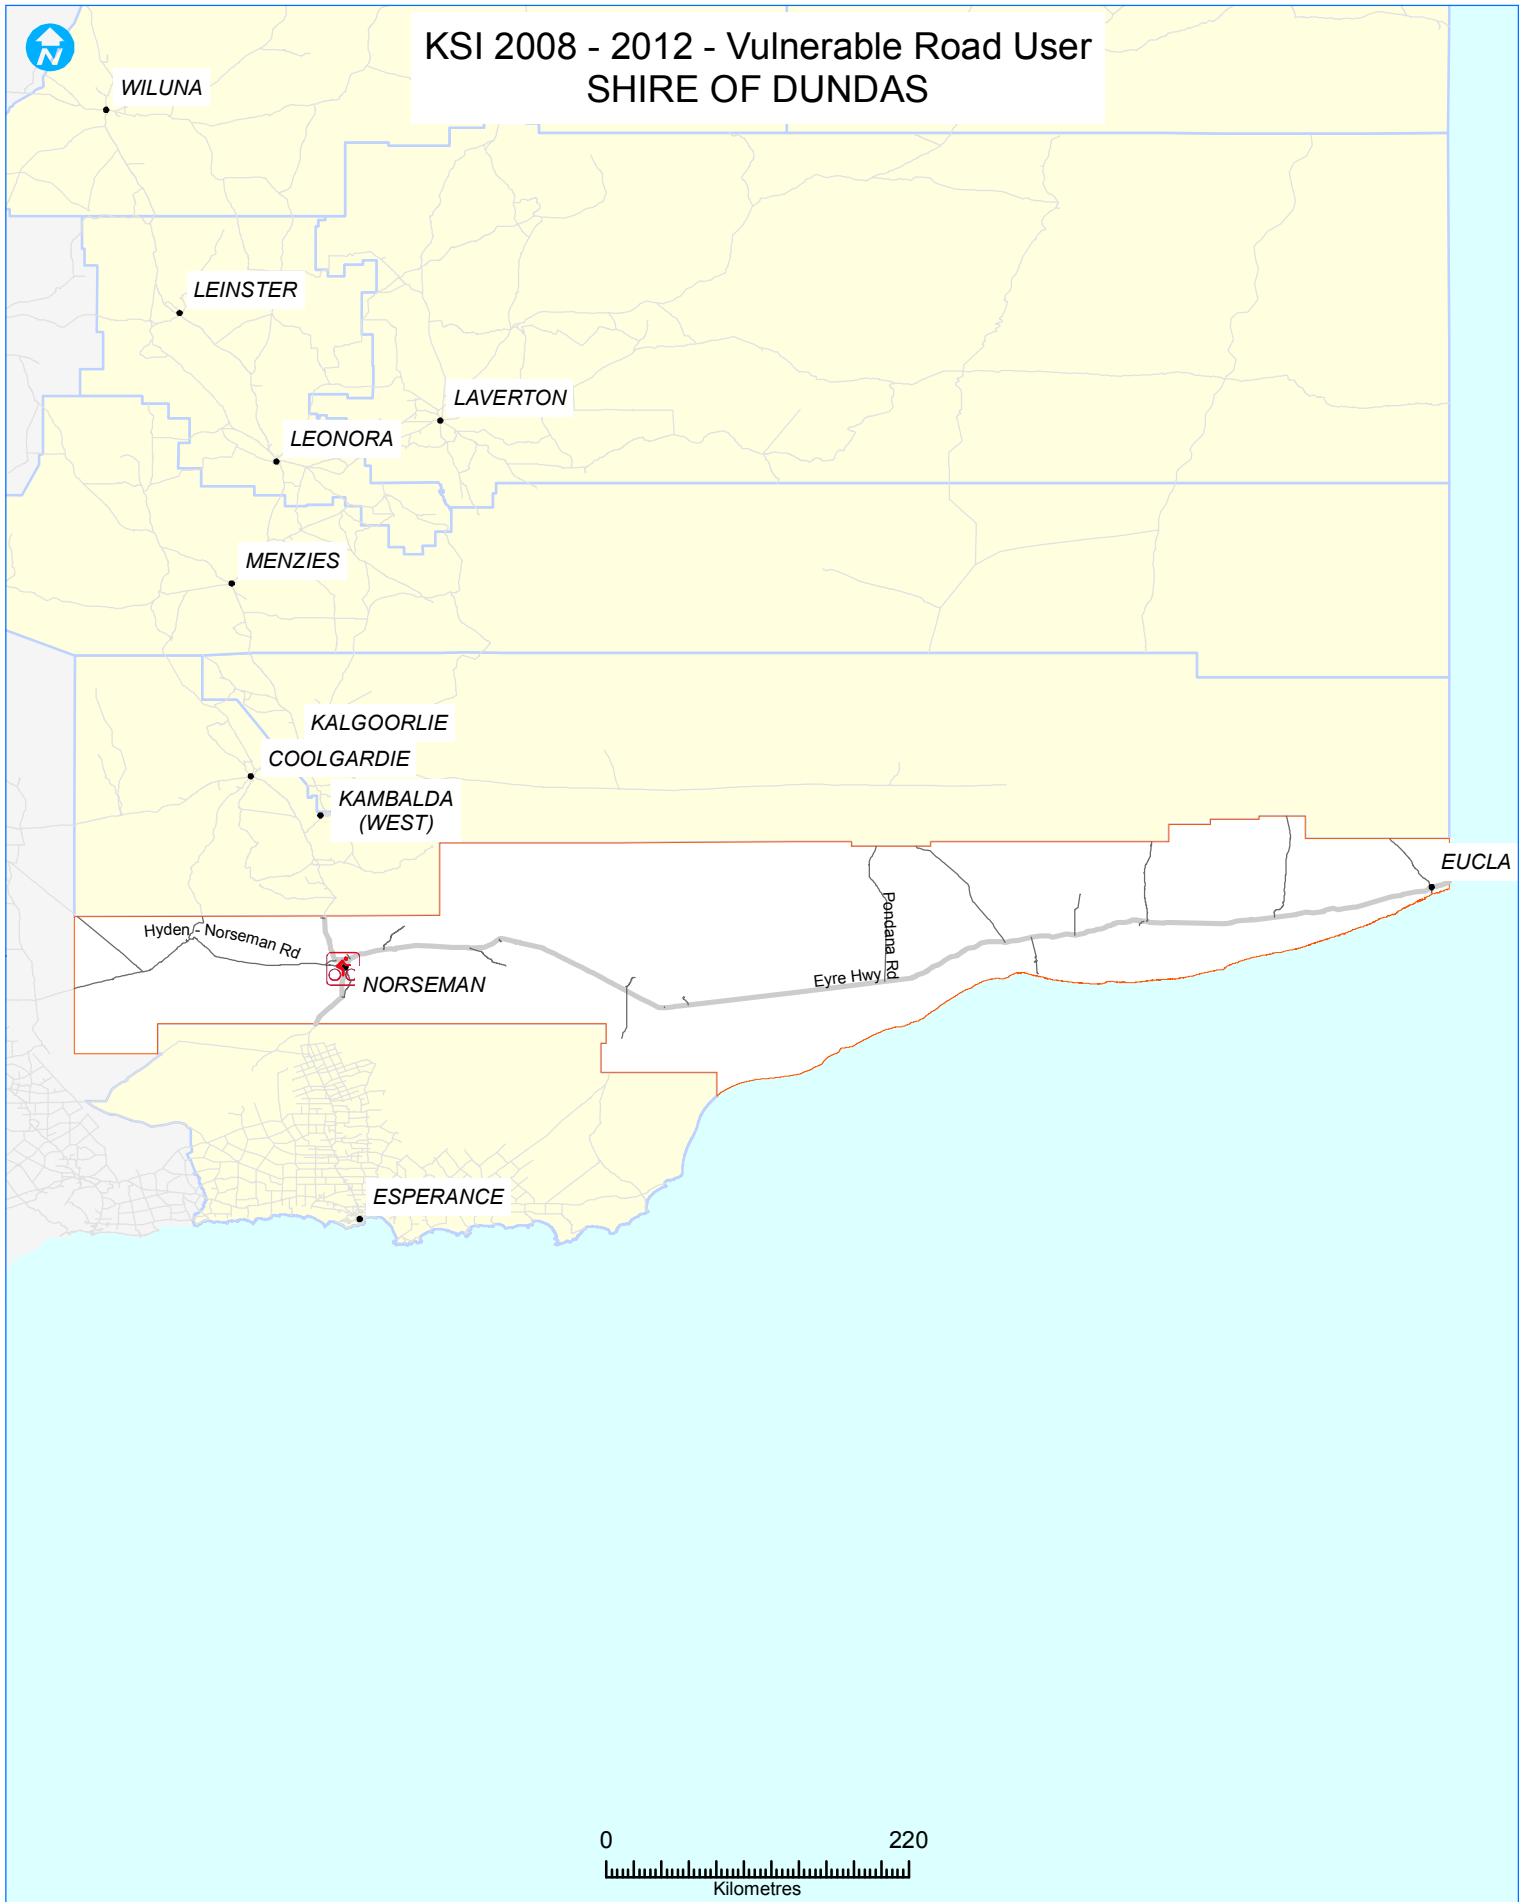 KSI 2008 - 2012 - Vulnerable Road User
SHIRE OF DUNDAS
N
WILUNA
LEINSTER
LAVERTON
LEONORA
MENZIES
KALGOORLIE
COOLGARDIE
KAMBALDA
(WEST)
EUCLA
Hyden - Norseman Rd
Pondana Rd
Eyre Hwy
NORSEMAN
ESPERANCE
0 220
Kilometres